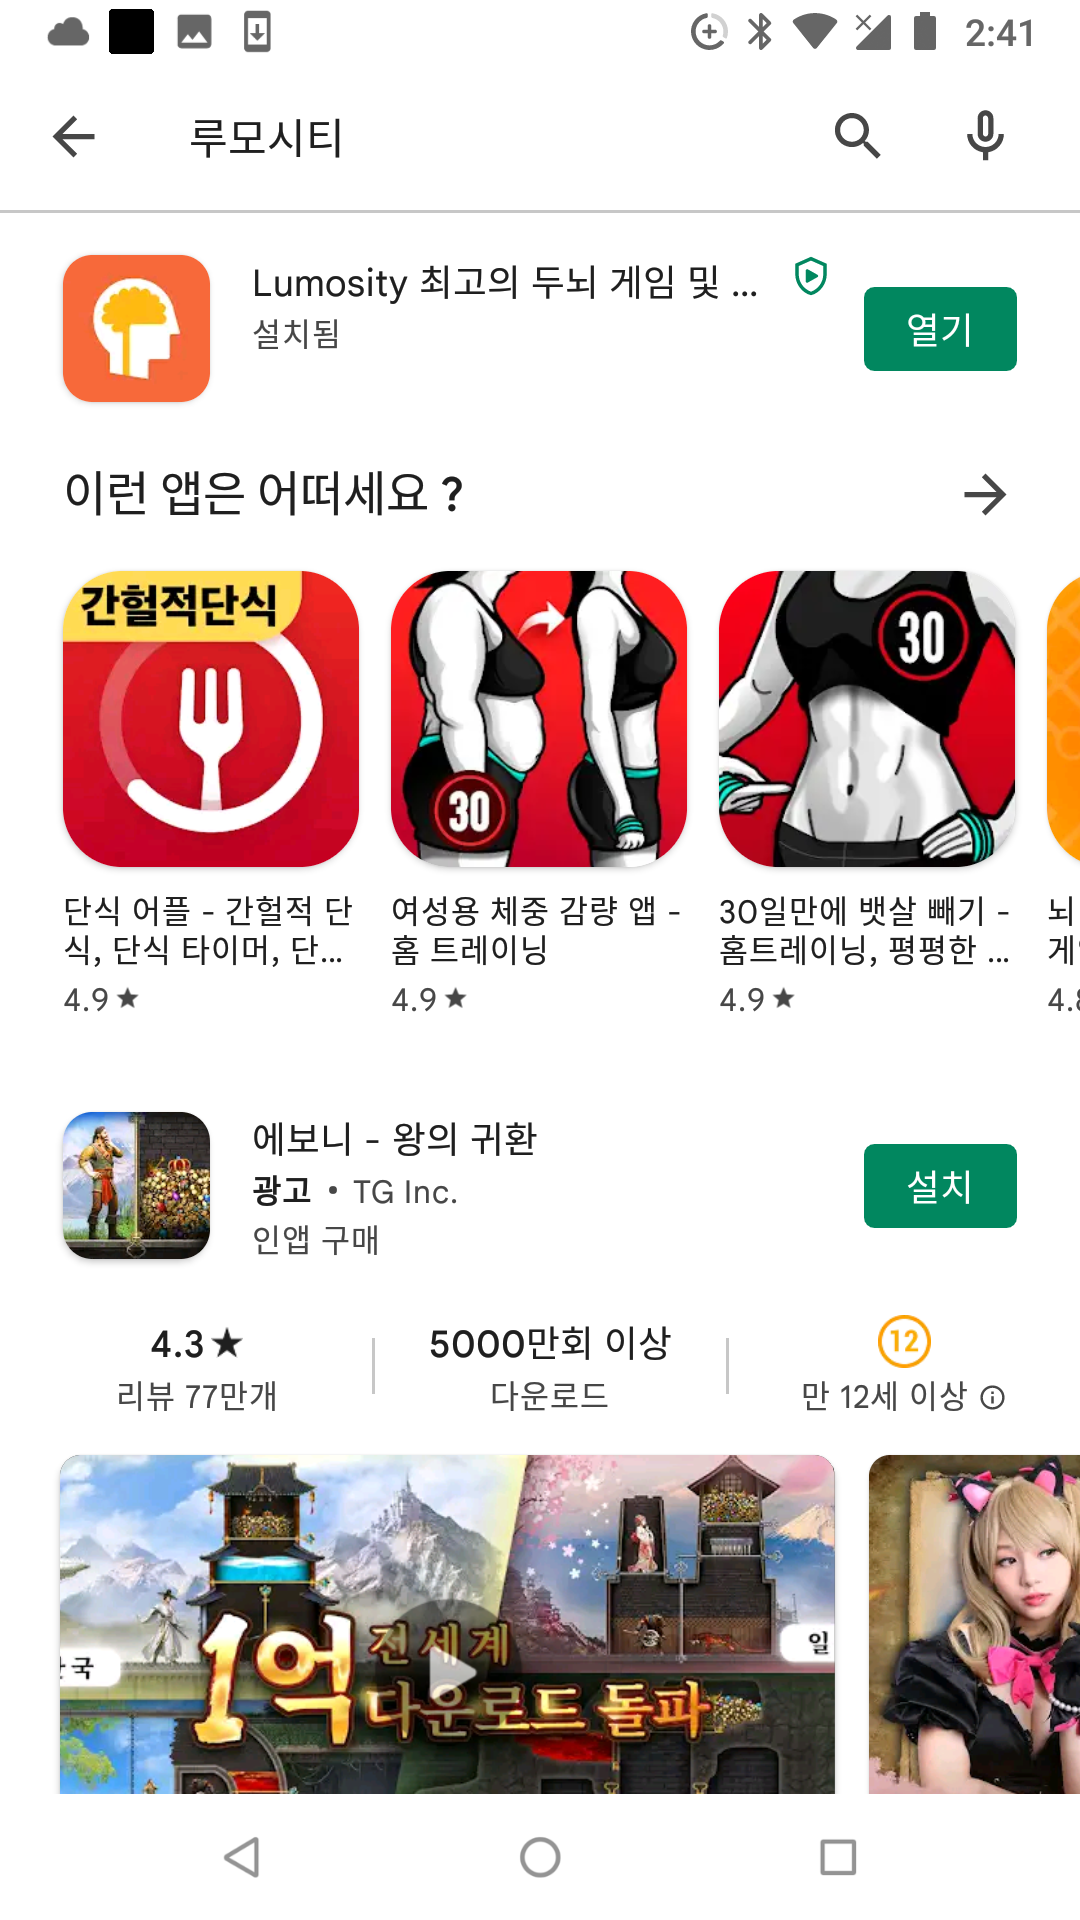 2:41
루모시티
Lumosity 최고의 두뇌 게임 및 ...
설치됨
열기
이런 앱은 어떠세요 ?
간헐적단식
30
30
단식 어플 - 간헐적 단
식, 단식 타이머, 단...
4.9★
여성용 체중 감량 앱 -
홈 트레이닝
4.9★
30일만에 뱃살 빼기 -
홈트레이닝, 평평한 ...
4.9★
뇌
게
4.8
에보니 - 왕의 귀환
광고 • TG Inc.
인앱 구매
설치
4.3★
리뷰 77만개
5000만회 이상
다운로드
12
만 12세 이상
국
일
1억 전세계
다운로드 돌파